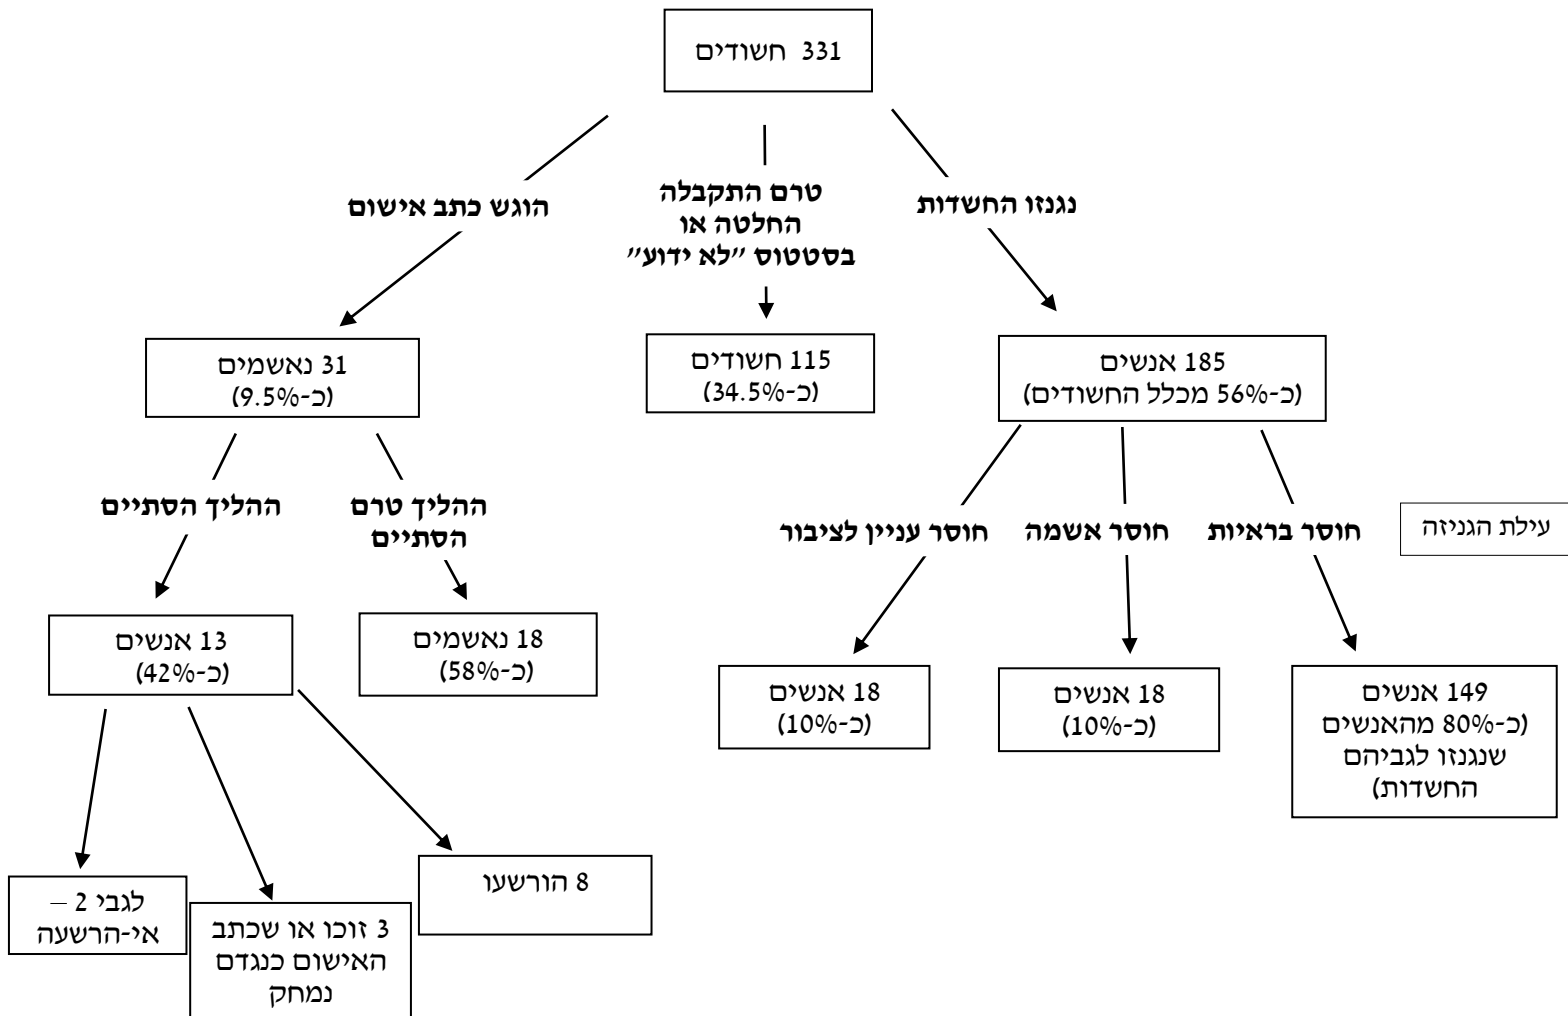 331 חשודים
נגנזו החשדות
טרם התקבלה
החלטה או
בסטטוס "לא ידוע"
הוגש כתב אישום
185 אנשים
(כ-56% מכלל החשודים)
115 חשודים
(כ-34.5%)
31 נאשמים
(כ-9.5%)
עילת הגניזה
חוסר בראיות
חוסר אשמה
חוסר עניין לציבור
ההליך טרם
הסתיים
ההליך הסתיים
149 אנשים
(כ-80% מהאנשים
שנגנזו לגביהם
החשדות)
18 אנשים
(כ-10%)
18 אנשים
(כ-10%)
18 נאשמים
(כ-58%)
13 אנשים
(כ-42%)
8 הורשעו
3 זוכו או שכתב
האישום כנגדם
נמחק
לגבי 2 –
אי-הרשעה